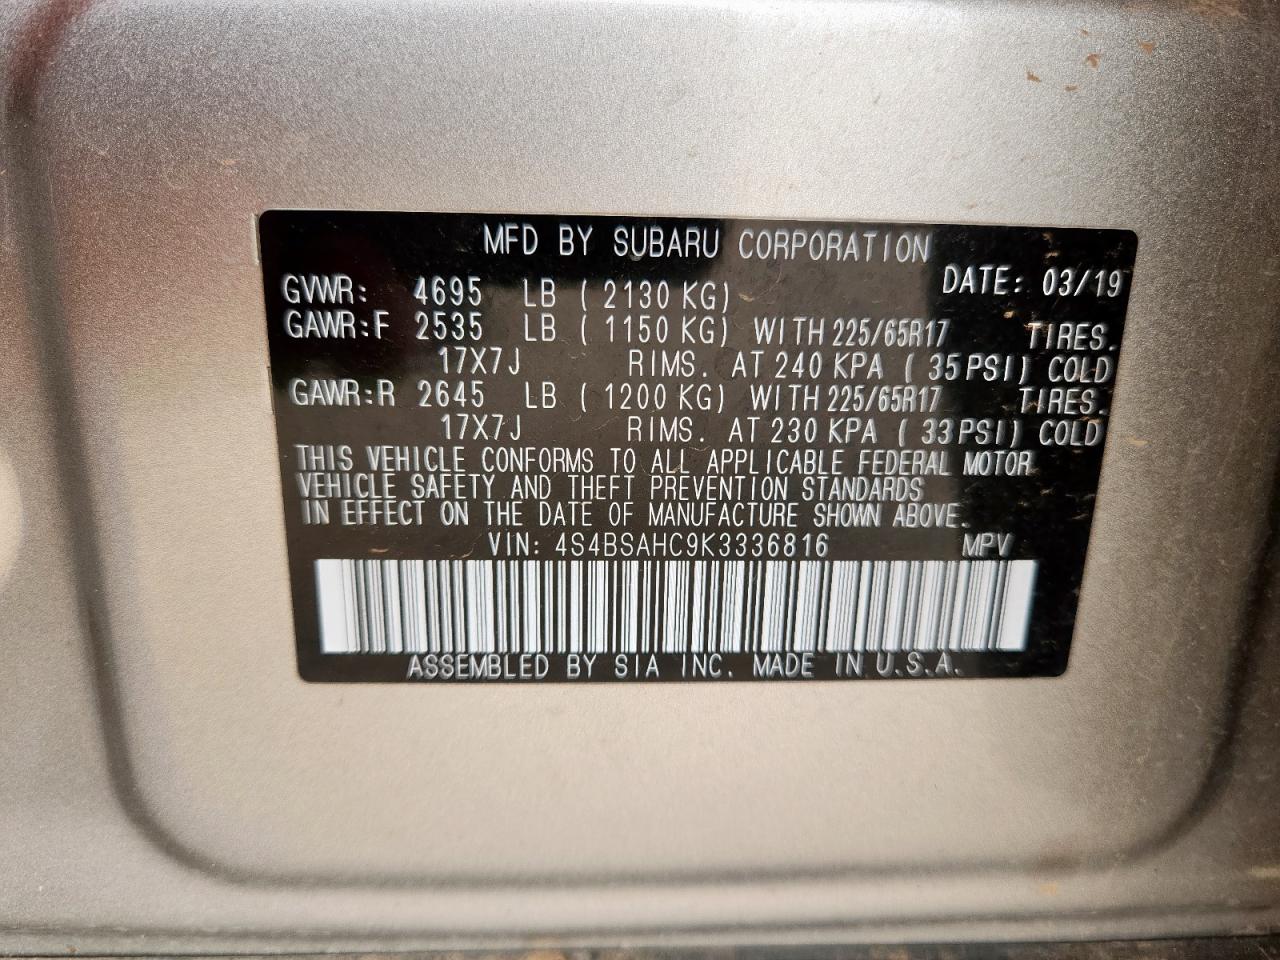 MFD BY SUBARU CORPORATION
DATE: 03/19
GVWR: 4695 LB ( 2130 KG)
GAWR:F 2535 LB ( 1150 KG) WITH 225/65R17 TIRES.
17X7J RIMS. AT 240 KPA ( 35 PSI) COLD
GAWR:R 2645 LB ( 1200 KG) WITH 225/65R17 TIRES.
17X7J RIMS. AT 230 KPA ( 33 PSI) COLD
THIS VEHICLE CONFORMS TO ALL APPLICABLE FEDERAL MOTOR
VEHICLE SAFETY AND THEFT PREVENTION STANDARDS
IN EFFECT ON THE DATE OF MANUFACTURE SHOWN ABOVE.
VIN: 4S4BSAHC9K3336816 MPV
ASSEMBLED BY SIA INC. MADE IN U.S.A.